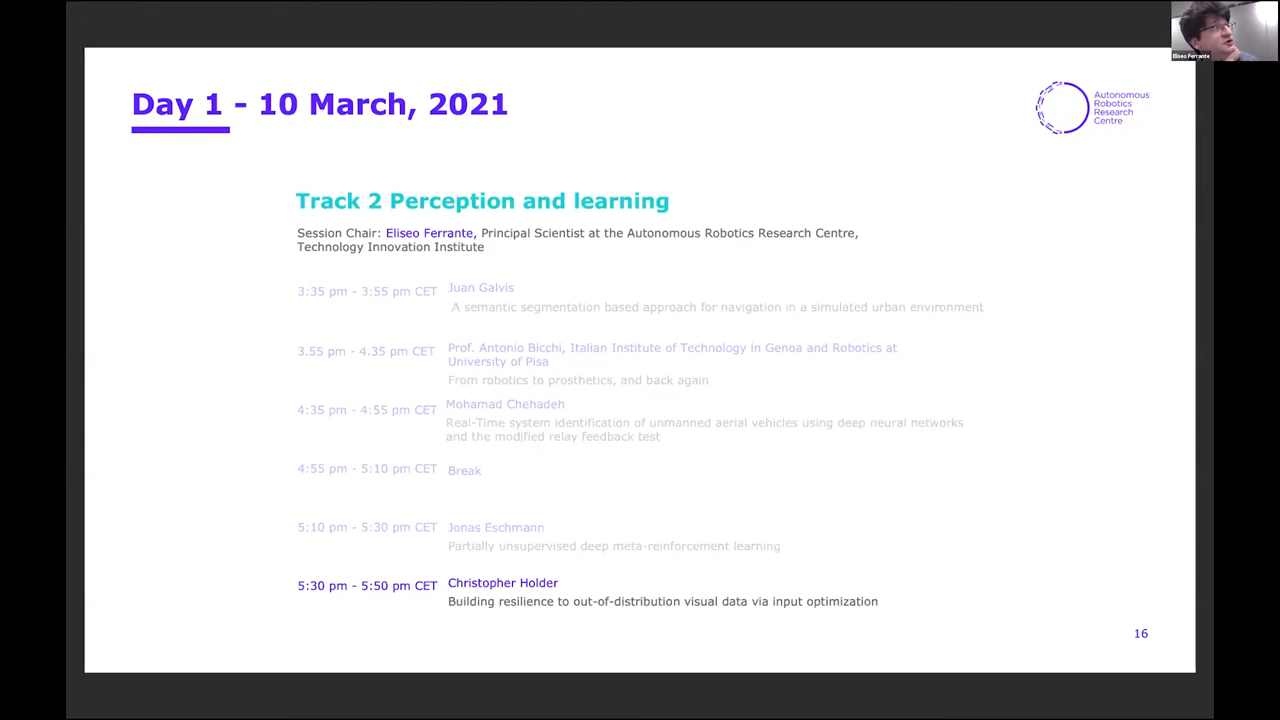 Day 1 - 10 March, 2021
Autonomous
Robotics
Research
Centre
Eliseo Ferrante
Track 2 Perception and learning
Session Chair: Eliseo Ferrante, Principal Scientist at the Autonomous Robotics Research Centre,
Technology Innovation Institute
3:35 pm - 3:55 pm CET Juan Galvis
A semantic segmentation based approach for navigation in a simulated urban environment
3.55 pm - 4.35 pm CET Prof. Antonio Bicchi, Italian Institute of Technology in Genoa and Robotics at
University of Pisa
From robotics to prosthetics, and back again
4:35 pm - 4:55 pm CET Mohamad Chehadeh
Real-Time system identification of unmanned aerial vehicles using deep neural networks
and the modified relay feedback test
4:55 pm - 5:10 pm CET Break
5:10 pm - 5:30 pm CET Jonas Eschmann
Partially unsupervised deep meta-reinforcement learning
5:30 pm - 5:50 pm CET Christopher Holder
Building resilience to out-of-distribution visual data via input optimization
16